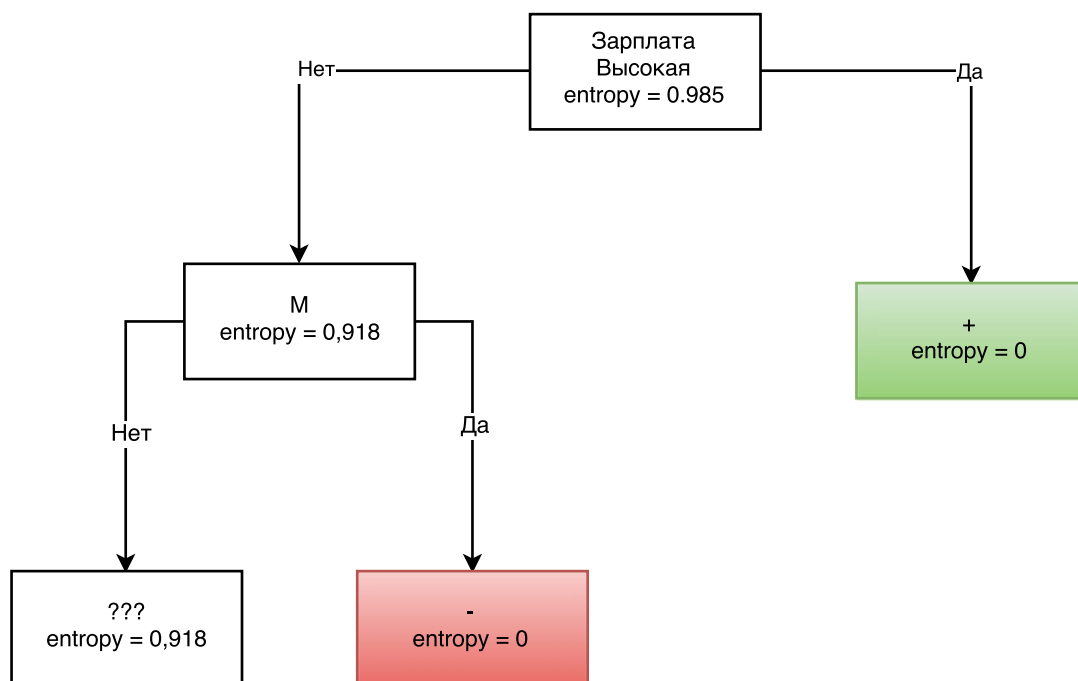 Зарплата
Высокая
entropy = 0.985
Нет
Да
М
entropy = 0,918
+
entropy = 0
Нет
Да
???
entropy = 0,918
-
entropy = 0